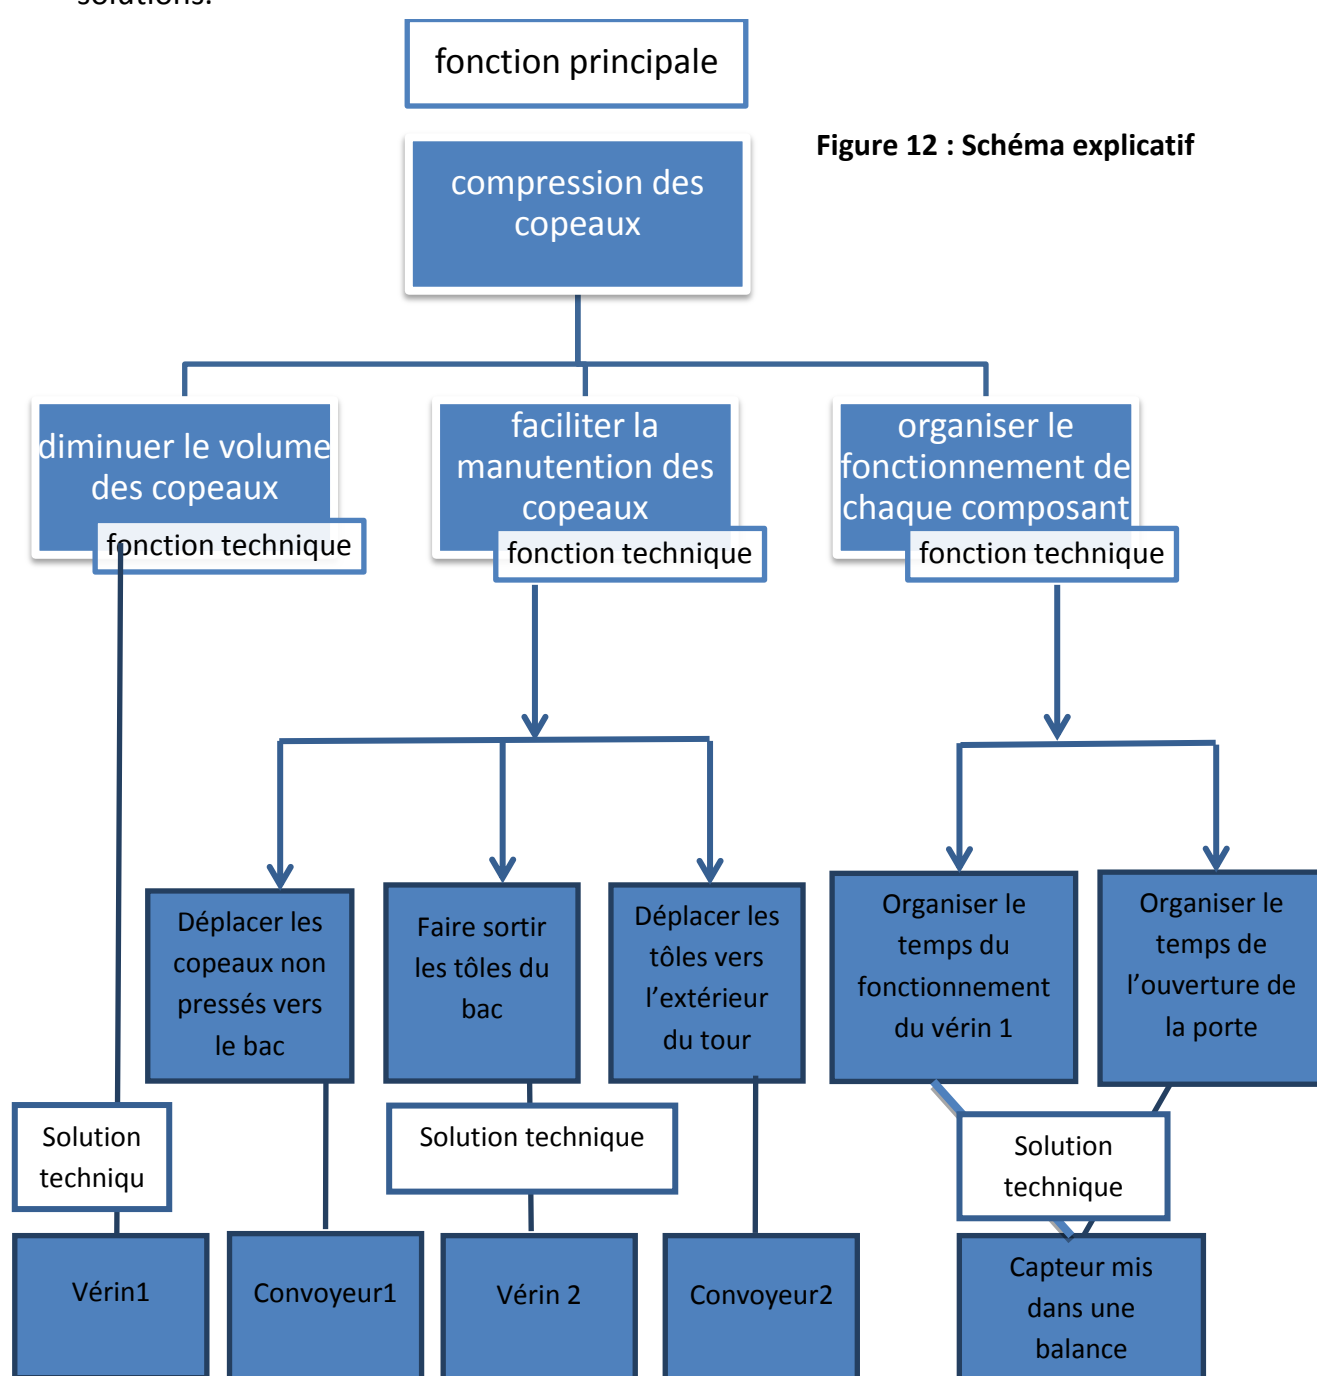 solutions.
fonction principale
Figure 12 : Schéma explicatif
compression des
copeaux
diminuer le volume
des copeaux
fonction technique
faciliter la
manutention des
copeaux
fonction technique
organiser le
fonctionnement de
chaque composant
fonction technique
Déplacer les
copeaux non
pressés vers
le bac
Faire sortir
les tôles du
bac
Déplacer les
tôles vers
l’extérieur
du tour
Organiser le
temps du
fonctionnement
du vérin 1
Organiser le
temps de
l’ouverture de
la porte
Solution
techniqu
Solution technique
Solution
technique
Vérin1
Convoyeur1
Vérin 2
Convoyeur2
Capteur mis
dans une
balance